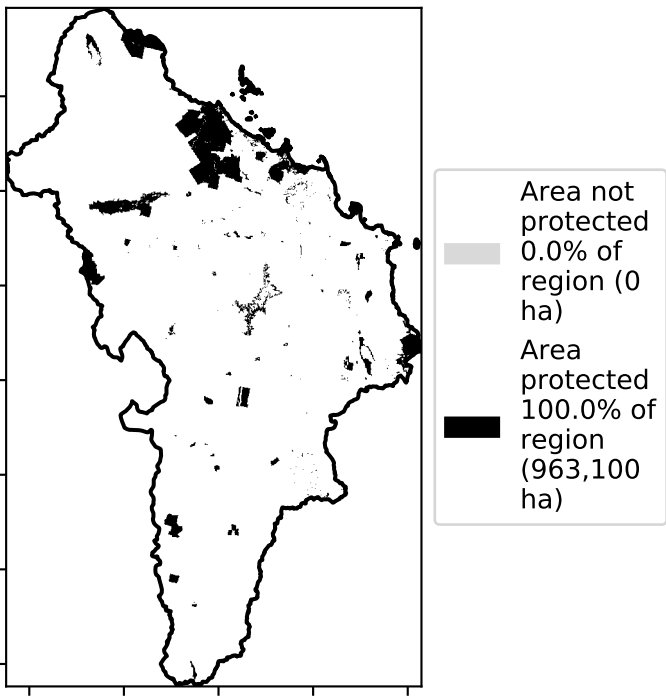 Area not
protected
0.0% of
region (0
ha)
Area
protected
100.0% of
region
(963,100
ha)